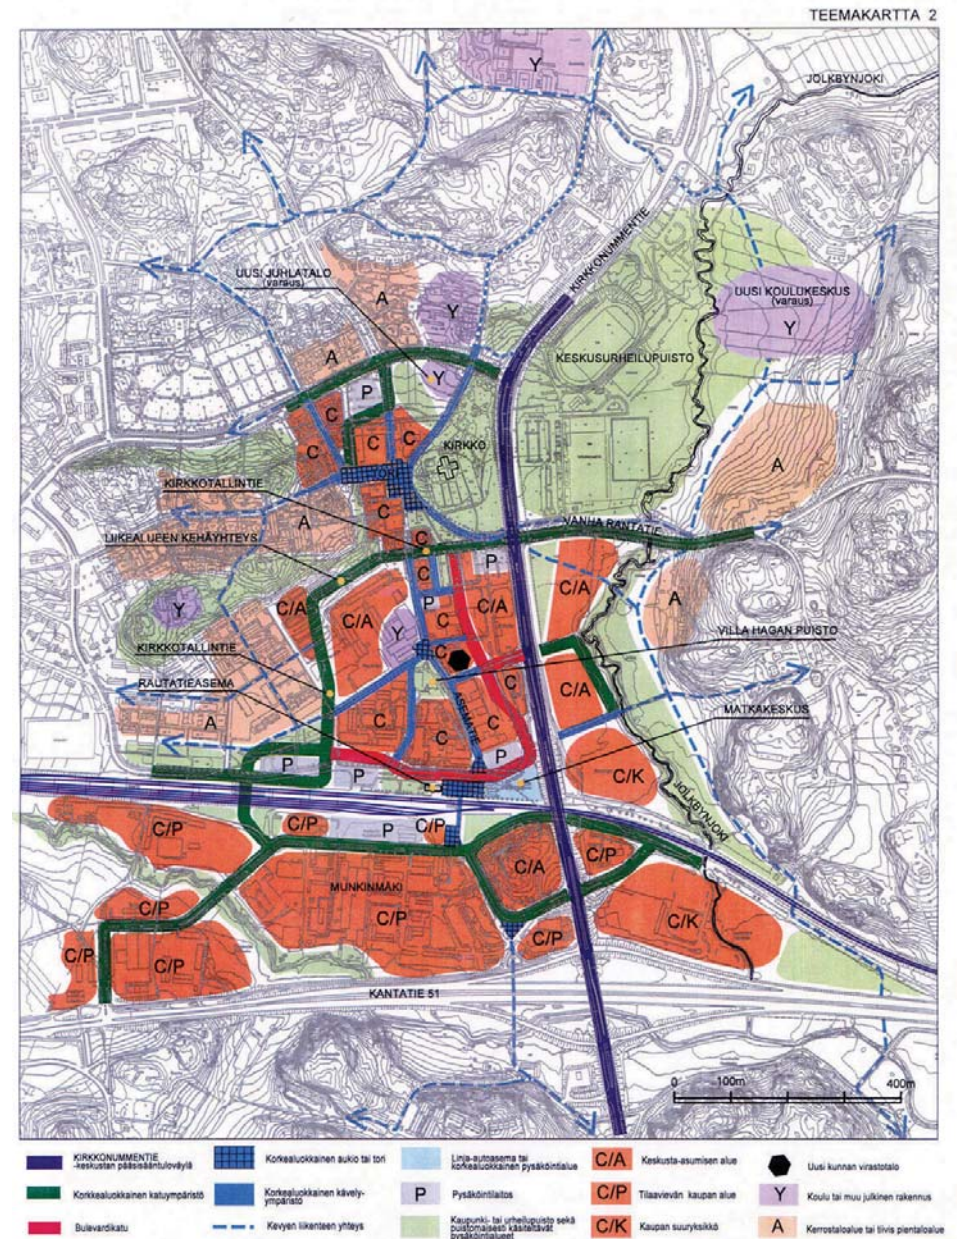 TEEMAKARTTA 2
JOLKBYNJOKI
Y
KIRKKONUMMENTIE
UUSI JUHLATALO
(varaus)
A
Y
UUSI KOULUKESKUS
(varaus)
Y
KESKUSURHEILUPUISTO
A
P
Y
C
C
C
C
KIRKKO
TORI
A
KIRKKOTALLINTIE
C
A
VANHA RANTATIE
LIIKEALUEEN KEHÄYHTEYS
C
P
C
C/A
A
Y
C/A
C/A
P
C
C/A
Y
C
VILLA HAGAN PUISTO
KIRKKOTALLINTIE
RAUTATIEASEMA
C
C/A
A
C
C
C
ASEMATIE
MATKAKESKUS
P
P
P
C/K
JOLKBYNJOKI
C/P
C/P
P
C/P
C/A
C/P
MUNKINMÄKI
C/P
C/P
C/K
C/P
C/P
C/P
KANTATIE 51
0 100m 400m
KIRKKONUMMENTIE
-keskustan pääsisääntuloväylä
Korkealuokkainen aukio tai tori
Linja-autoasema tai
korkealuokkainen pysäköintialue
C/A Keskusta-asumisen alue
Uusi kunnan virastotalo
Korkkealuokkainen katuympäristö
Korkealuokkainen kävely-
ympäristö
P Pysäköintilaitos
C/P Tilaavievän kaupan alue
Y Koulu tai muu julkinen rakennus
Bulevardikatu
Kevyen liikenteen yhteys
Kaupunki- tai urheilupuisto sekä
puistomaisesti käsiteltävät
pysäköintialueet
C/K Kaupan suuryksikkö
A Kerrostaloalue tai tiivis pientaloalue